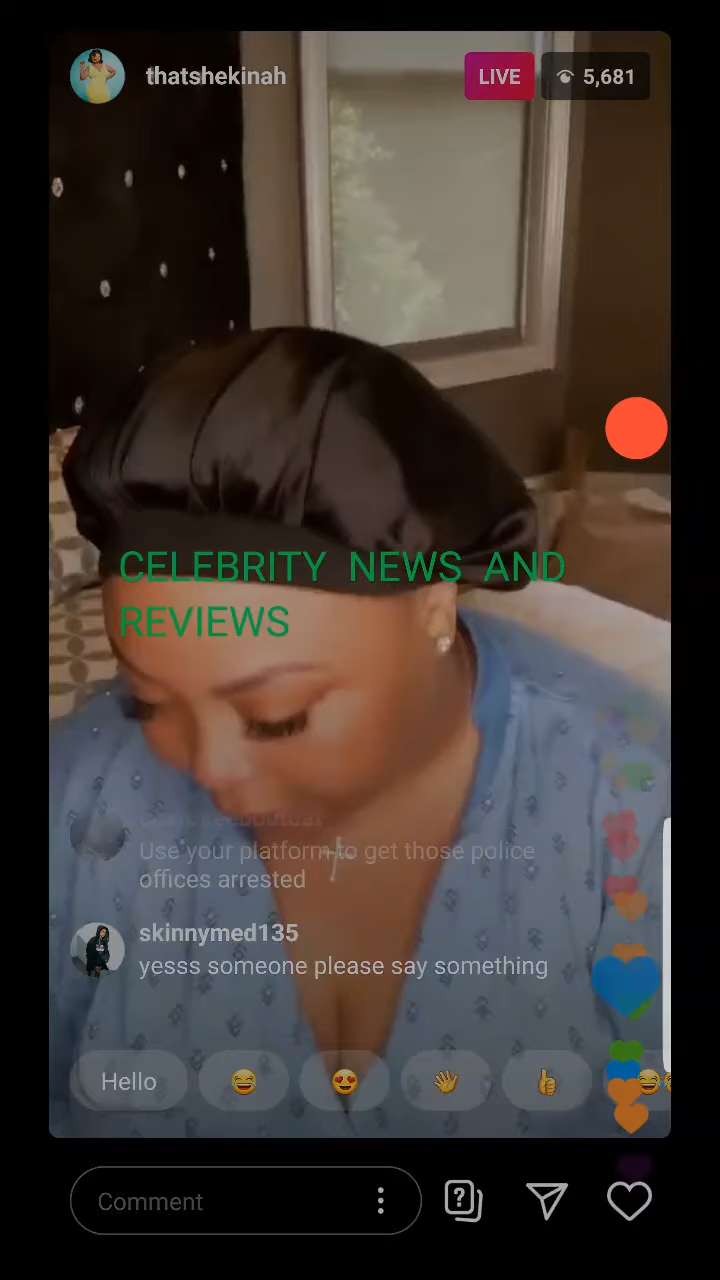 thatshekinah
LIVE
5,681
CELEBRITY NEWS AND
REVIEWS
Use your platform to get those police
offices arrested
skinnymed135
yesss someone please say something
Hello
Comment